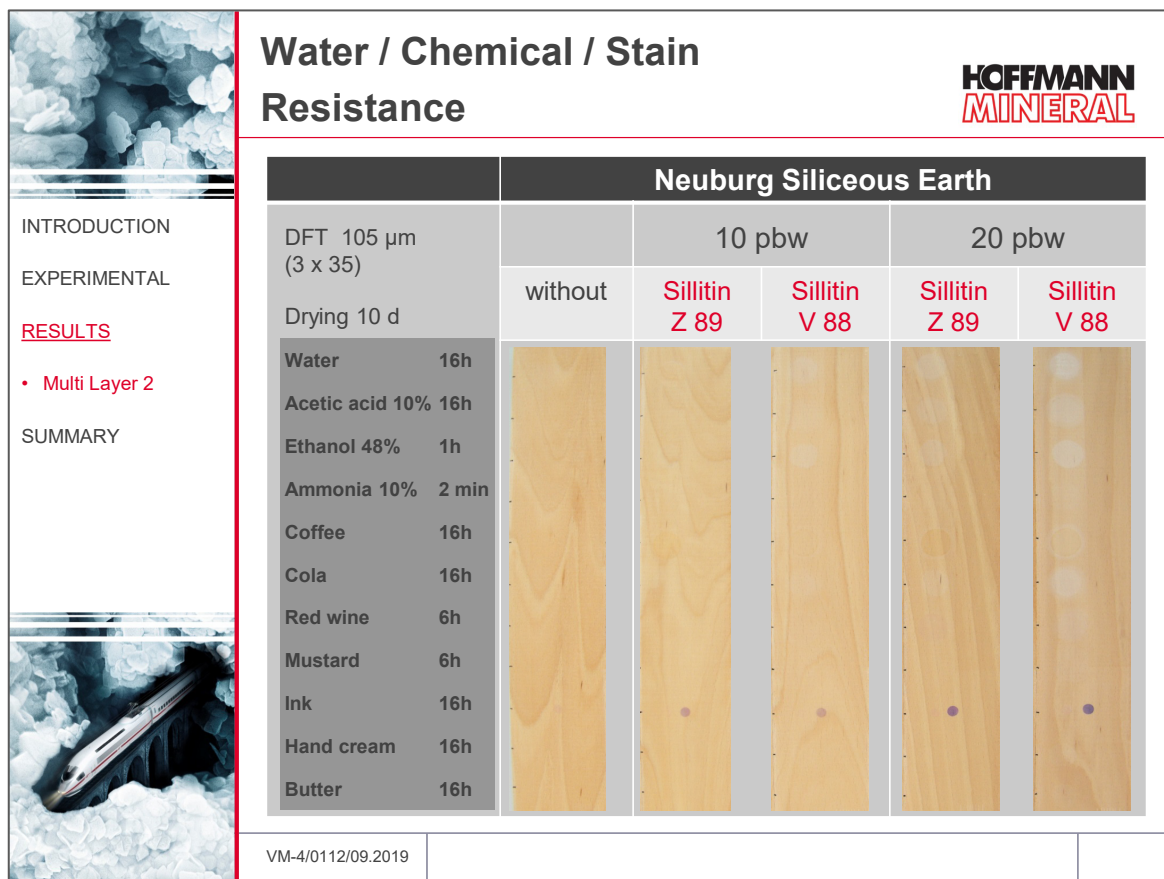 Water / Chemical / Stain
Resistance
HOFFMANN
MINERAL
INTRODUCTION
EXPERIMENTAL
RESULTS
• Multi Layer 2
SUMMARY
Neuburg Siliceous Earth
DFT 105 µm
(3 x 35)
Drying 10 d
10 pbw
20 pbw
without
Sillitin
Z 89
Sillitin
V 88
Sillitin
Z 89
Sillitin
V 88
Water 16h
Acetic acid 10% 16h
Ethanol 48% 1h
Ammonia 10% 2 min
Coffee 16h
Cola 16h
Red wine 6h
Mustard 6h
Ink 16h
Hand cream 16h
Butter 16h
VM-4/0112/09.2019